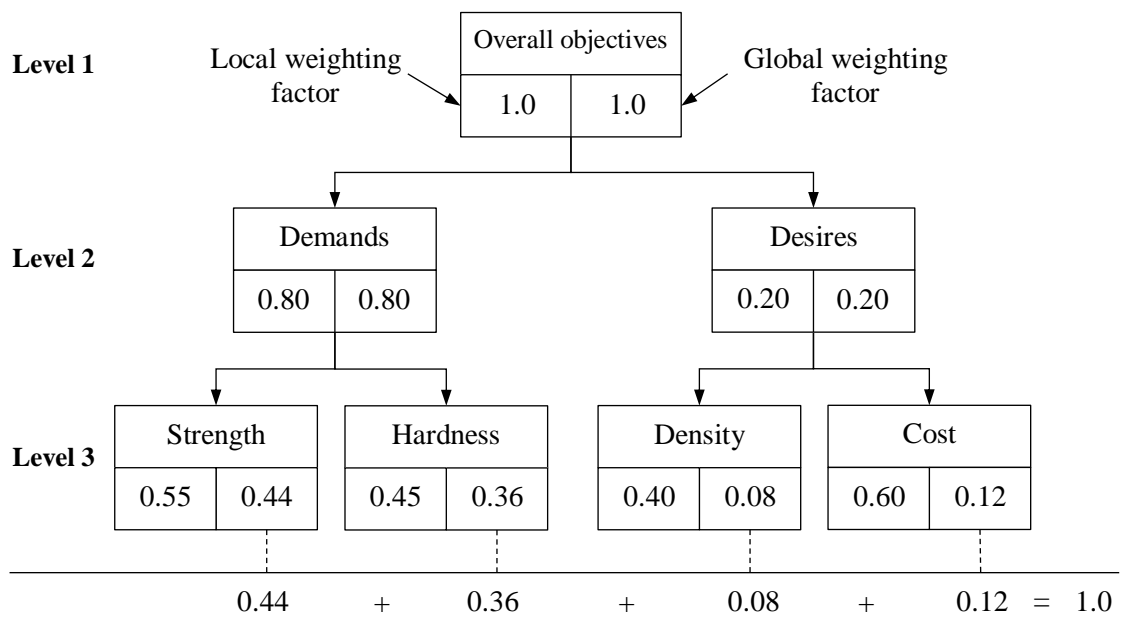 Overall objectives
Level 1
Local weighting
factor
Global weighting
factor
1.0 1.0
Level 2
Demands
Desires
0.80 0.80
0.20 0.20
Level 3
Strength
Hardness
Density
Cost
0.55 0.44
0.45 0.36
0.40 0.08
0.60 0.12
0.44 + 0.36 + 0.08 + 0.12 = 1.0